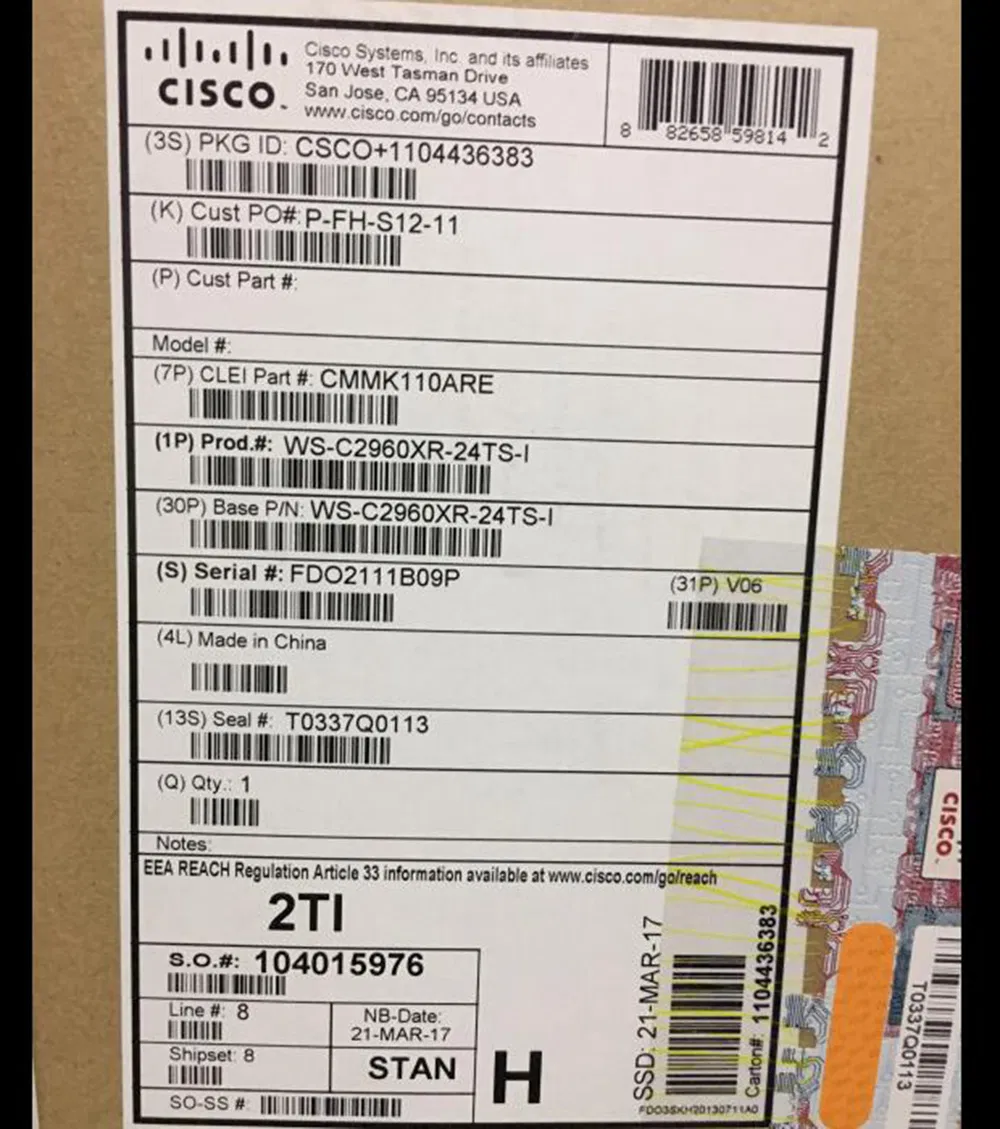 CISCO
Cisco Systems, Inc. and its affiliates
170 West Tasman Drive
San Jose, CA 95134 USA
www.cisco.com/go/contacts
8 82658 59814 2
(3S) PKG ID: CSCO+1104436383
(K) Cust PO#: P-FH-S12-11
(P) Cust Part #:
Model #:
(7P) CLEI Part #: CMMK110ARE
(1P) Prod.#: WS-C2960XR-24TS-I
(30P) Base P/N: WS-C2960XR-24TS-I
(S) Serial #: FDO2111B09P
(31P) V06
(4L) Made in China
(13S) Seal #: T0337Q0113
(Q) Qty.: 1
Notes:
EEA REACH Regulation Article 33 information available at www.cisco.com/go/reach
2TI
S.O.#: 104015976
Line #: 8
NB-Date:
21-MAR-17
Shipset: 8
STAN
SO-SS #:
H
SSD: 21-MAR-17
Carton#: 1104436383
FDO3SXH20130711A0
CISCO
T0337Q0113